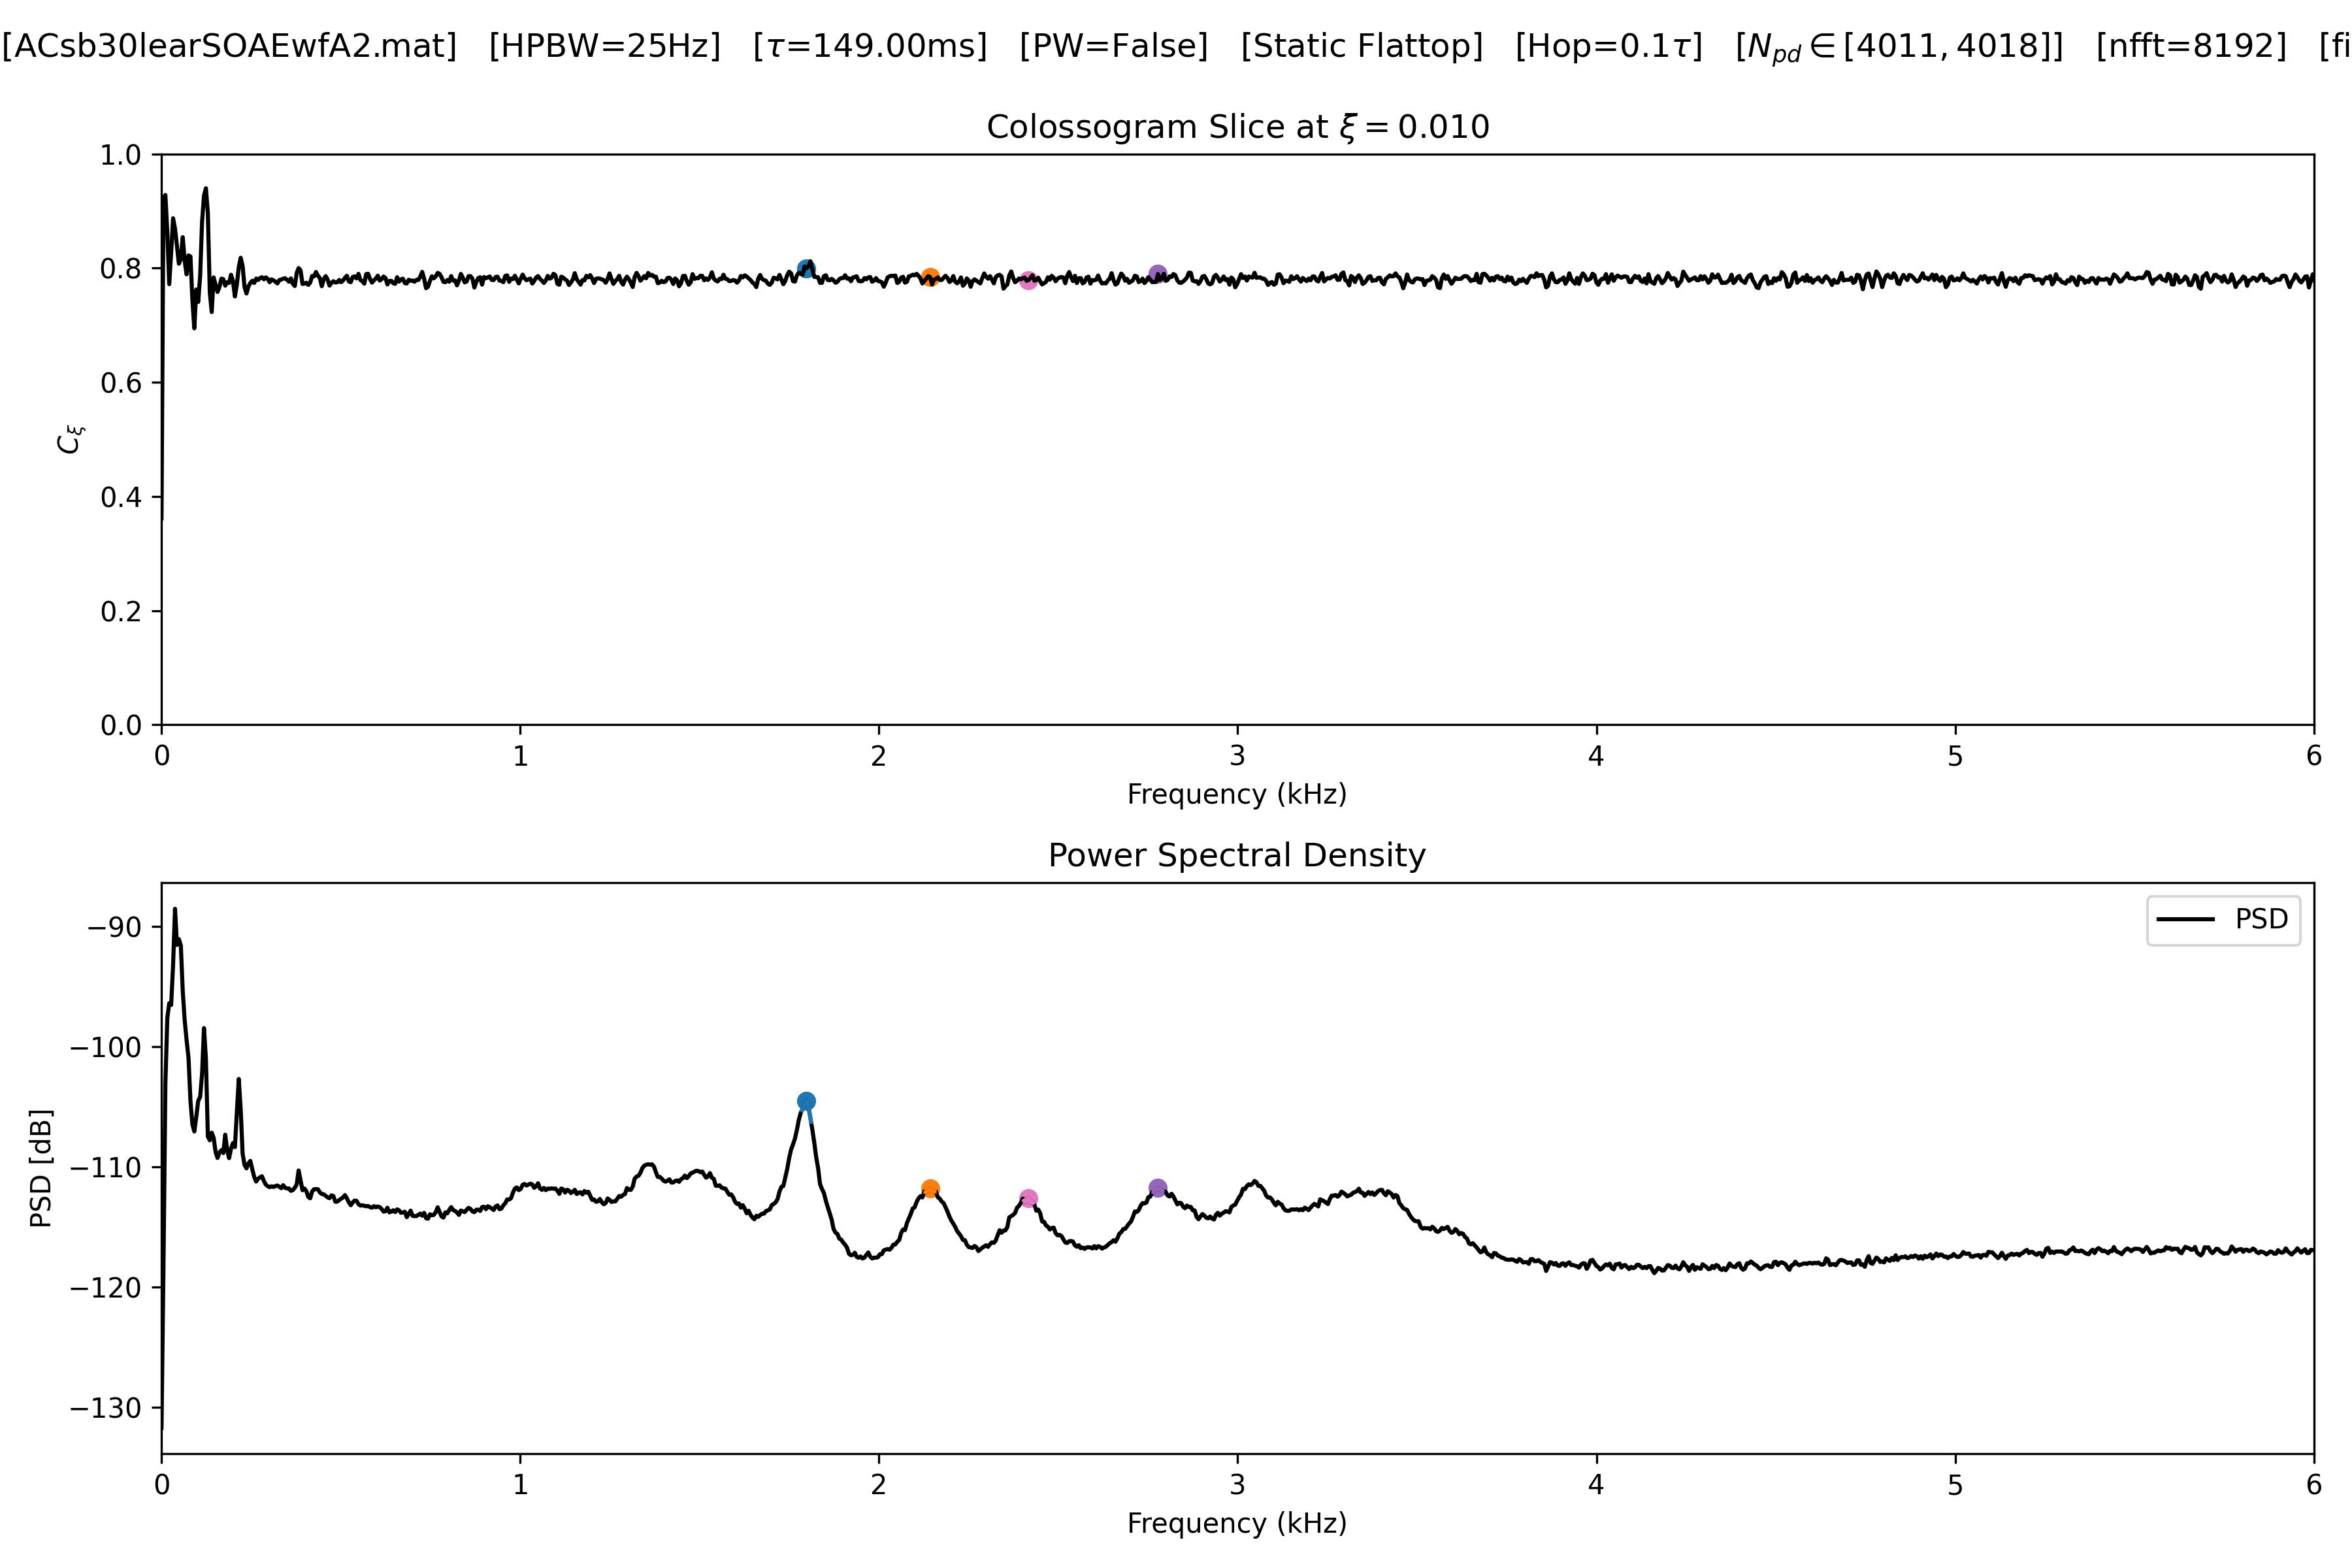 [ACsb30learSOAEwfA2.mat] [HPBW=25Hz] [τ=149.00ms] [PW=False] [Static Flattop] [Hop=0.1τ] [N_pd ∈ [4011, 4018]] [nfft=8192] [fi
Colossogram Slice at ξ = 0.010
1.0
0.8
0.6
0.4
0.2
0.0
C_ξ
0 1 2 3 4 5 6
Frequency (kHz)
Power Spectral Density
PSD
−90
−100
−110
−120
−130
PSD [dB]
0 1 2 3 4 5 6
Frequency (kHz)